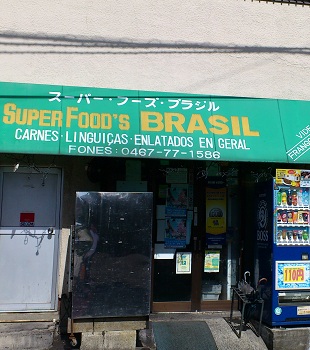 スーパー・フーズ・ブラジル
SUPER FOOD'S BRASIL
CARNES・LINGUIÇAS・ENLATADOS EN GERAL
FONES: 0467-77-1586
BOSS
110円